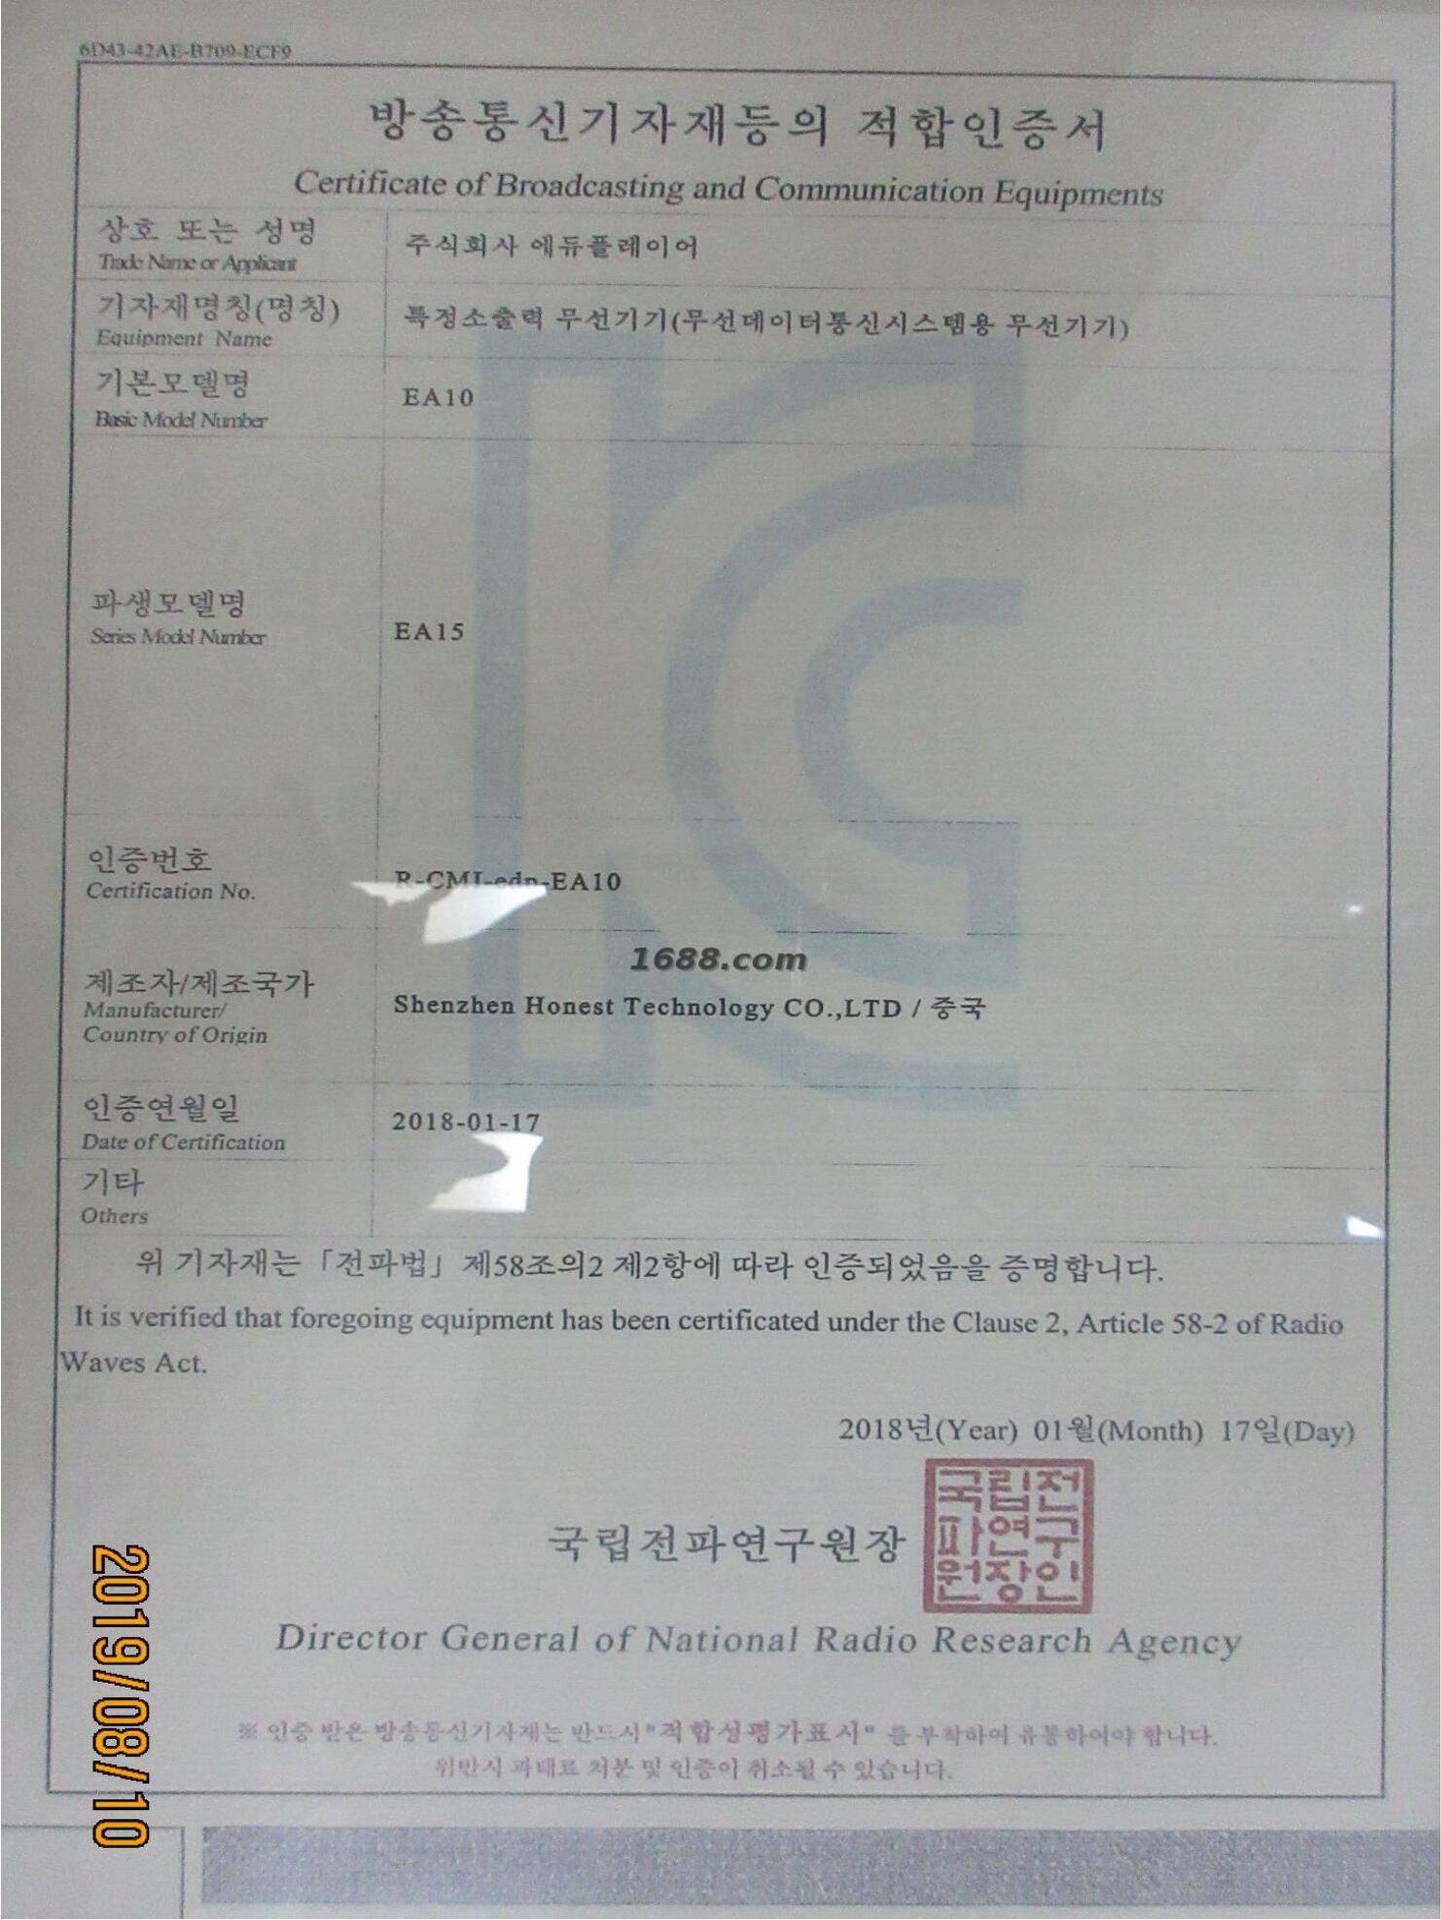 6D43-42AE-B709-ECF9
방송통신기자재등의 적합인증서
Certificate of Broadcasting and Communication Equipments
상호 또는 성명
Trade Name or Applicant
주식회사 에듀플레이어
기자재명칭(명칭)
Equipment Name
특정소출력 무선기기(무선데이터통신시스템용 무선기기)
기본모델명
Basic Model Number
EA10
파생모델명
Series Model Number
EA15
인증번호
Certification No.
R-CMI-edp-EA10
1688.com
제조자/제조국가
Manufacturer/
Country of Origin
Shenzhen Honest Technology CO.,LTD / 중국
인증연월일
Date of Certification
2018-01-17
기타
Others
위 기자재는「전파법」제58조의2 제2항에 따라 인증되었음을 증명합니다.
It is verified that foregoing equipment has been certificated under the Clause 2, Article 58-2 of Radio
Waves Act.
2018년(Year) 01월(Month) 17일(Day)
국립전파연구원장
국립전
파연구
원장인
Director General of National Radio Research Agency
※ 인증 받은 방송통신기자재는 반드시 "적합성평가표시" 를 부착하여 유통하여야 합니다.
위반시 과태료 처분 및 인증이 취소될 수 있습니다.
2019/08/10